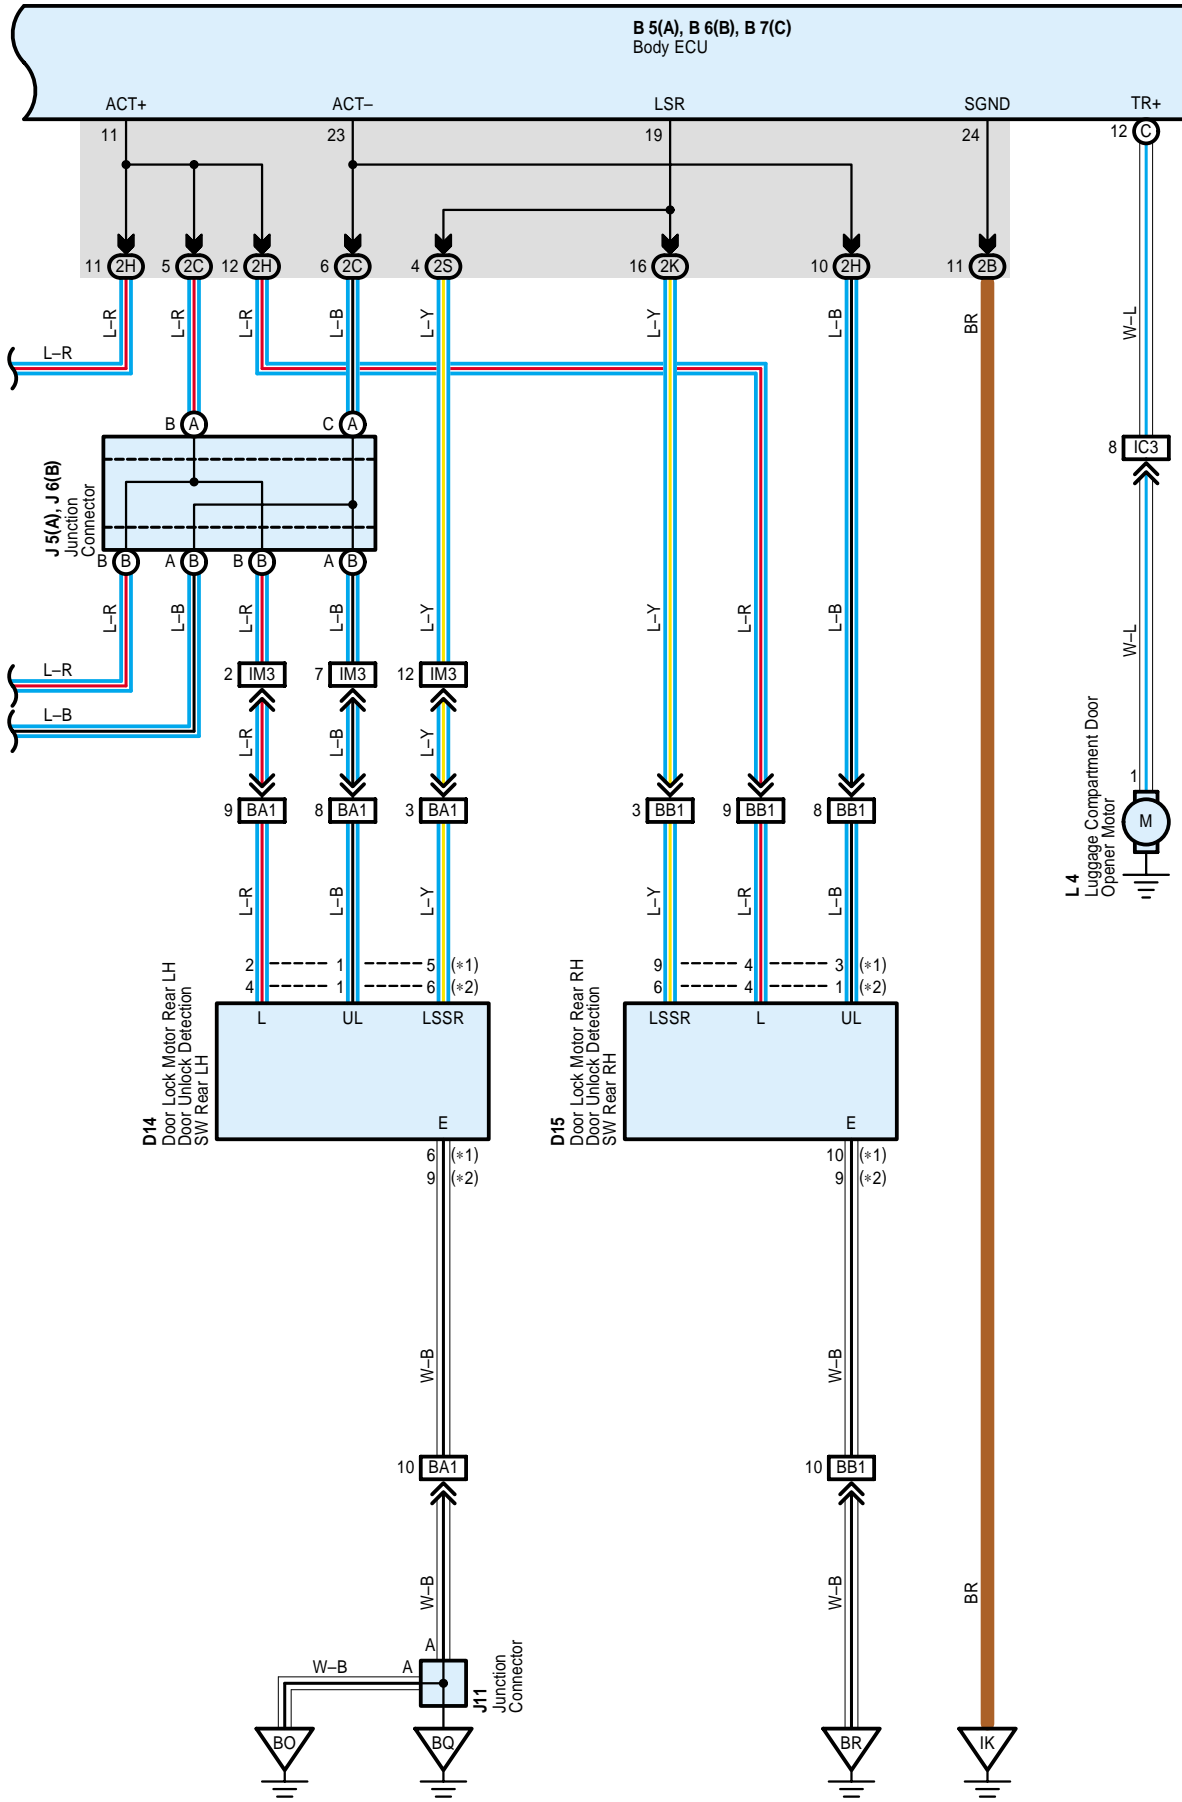 B 5(A), B 6(B), B 7(C)
Body ECU
ACT+ ACT– LSR SGND TR+
11 23 19 24 12 C
11 2H 5 2C 12 2H 6 2C 4 2S 16 2K 10 2H 11 2B
L–R L–R L–R L–B L–Y L–Y L–B BR W–L
L–R
B A C A
8 IC3
J 5(A), J 6(B)
Junction
Connector
B B A B B B A B
L–R L–B L–R L–B L–Y L–Y L–R L–B W–L
L–R
2 IM3 7 IM3 12 IM3
L–B
L–R L–B L–Y
L 4
Luggage Compartment Door
Opener Motor
1
M
9 BA1 8 BA1 3 BA1 3 BB1 9 BB1 8 BB1
L–R L–B L–Y L–Y L–R L–B
2 1 5 (*1) 9 4 3 (*1)
4 1 6 (*2) 6 4 1 (*2)
D14
Door Lock Motor Rear LH
Door Unlock Detection
SW Rear LH
L UL LSSR
E
D15
Door Lock Motor Rear RH
Door Unlock Detection
SW Rear RH
LSSR L UL
E
6 (*1) 10 (*1)
9 (*2) 9 (*2)
W–B W–B
10 BA1 10 BB1
W–B W–B BR
A
W–B A
J11
Junction
Connector
BO BQ BR IK